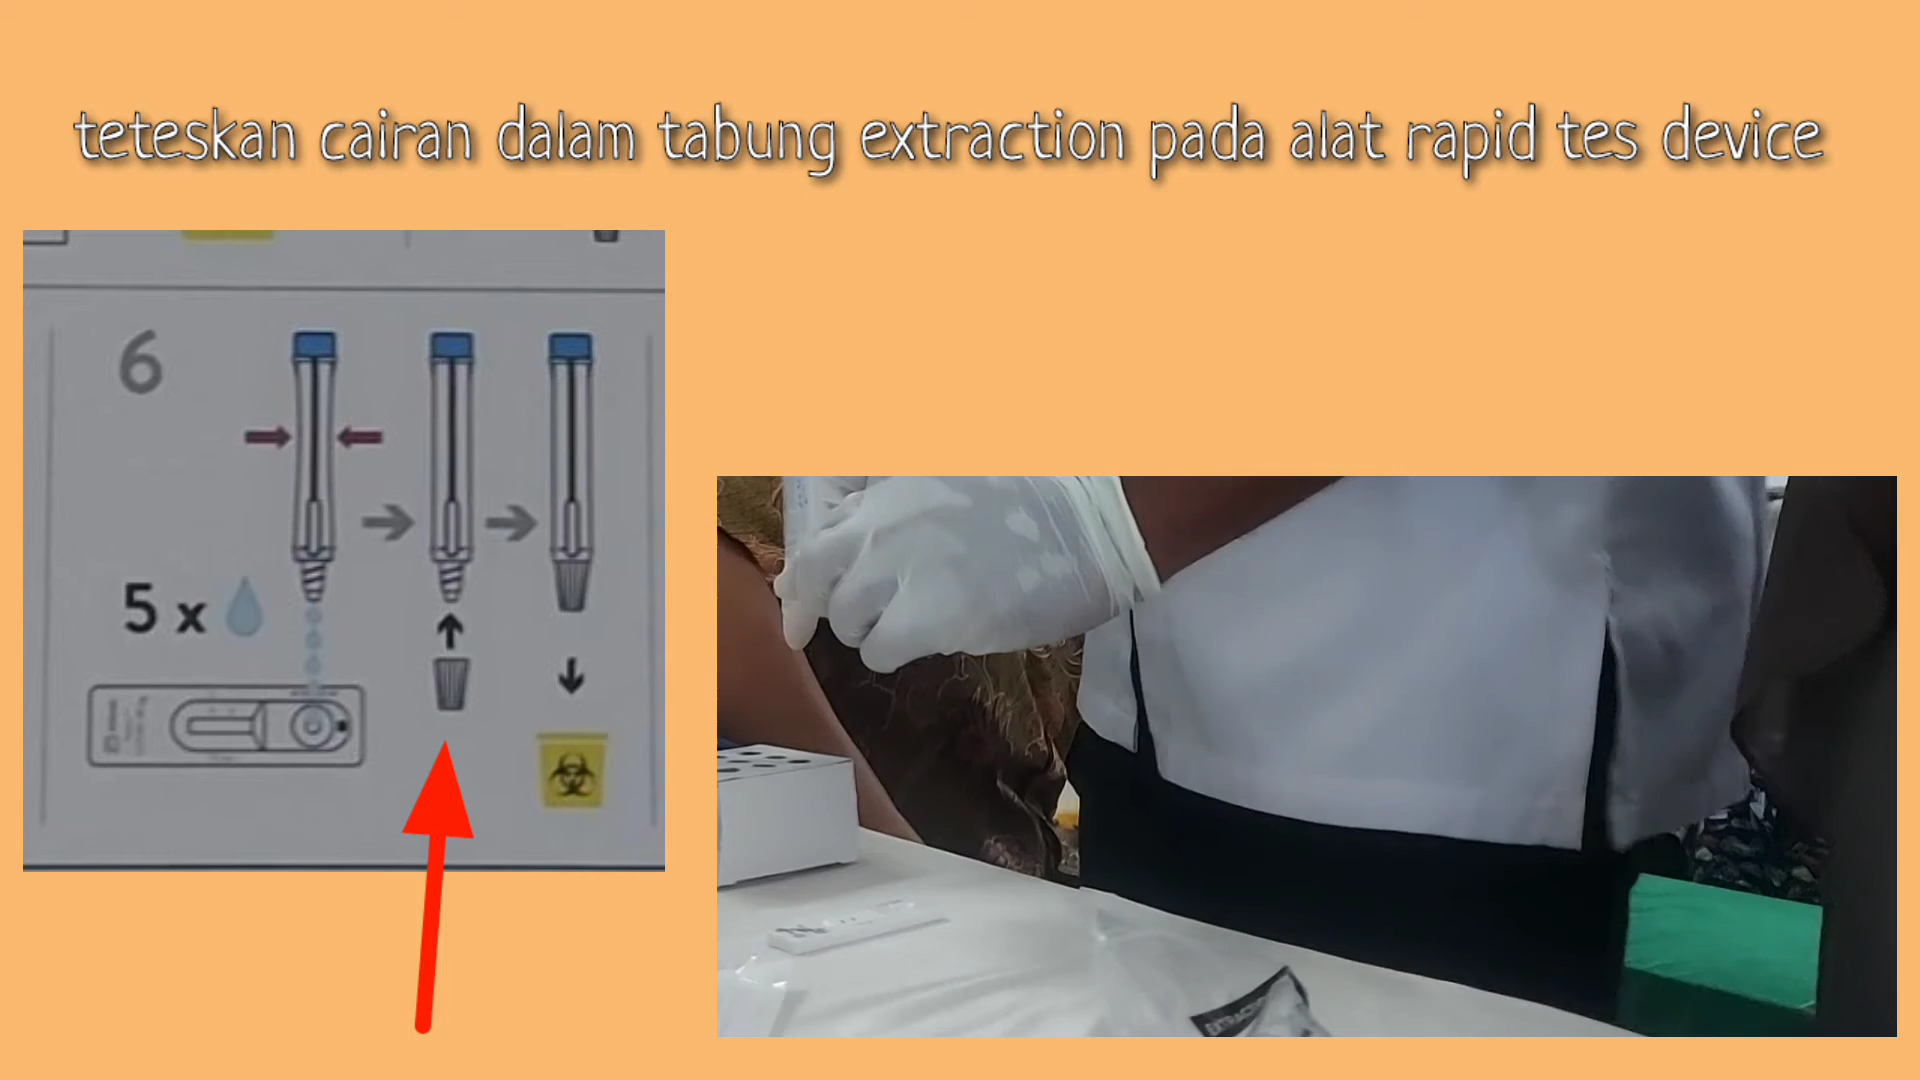 teteskan cairan dalam tabung extraction pada alat rapid tes device
6
5 x